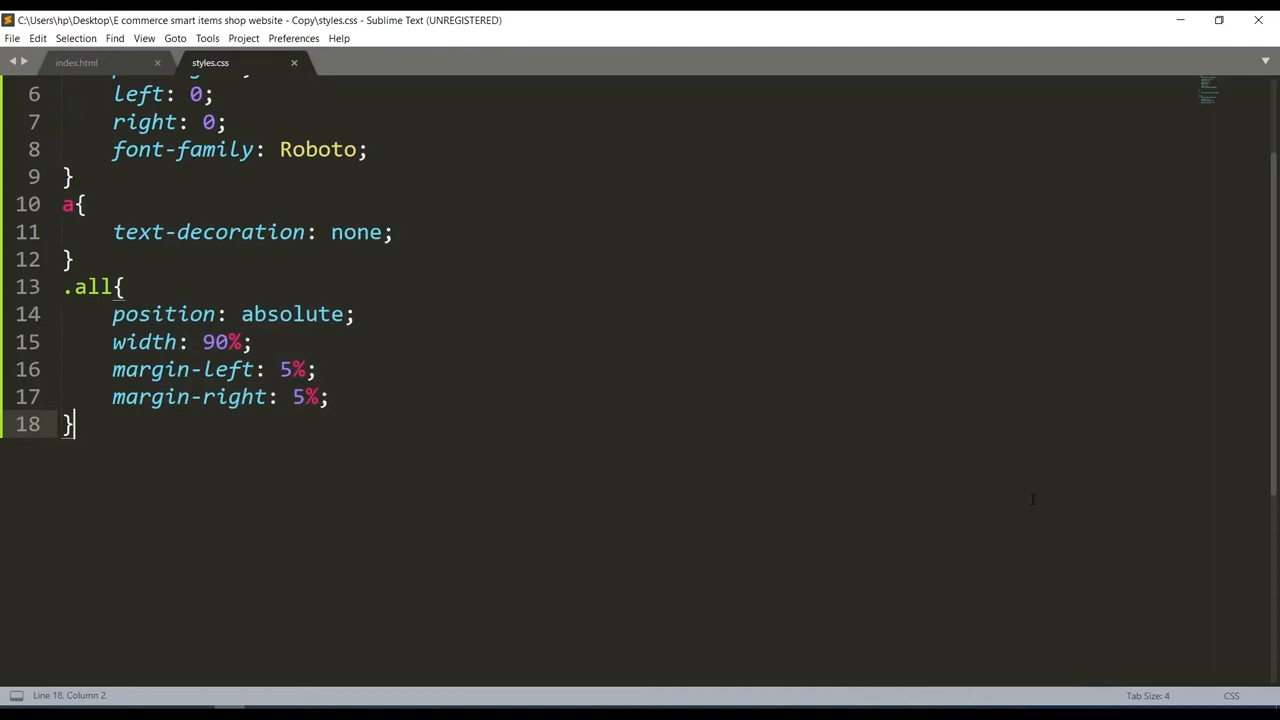 C:\Users\hp\Desktop\E commerce smart items shop website - Copy\styles.css - Sublime Text (UNREGISTERED)
File Edit Selection Find View Goto Tools Project Preferences Help
index.html styles.css
6 left: 0;
7 right: 0;
8 font-family: Roboto;
9 }
10 a{
11 text-decoration: none;
12 }
13 .all{
14 position: absolute;
15 width: 90%;
16 margin-left: 5%;
17 margin-right: 5%;
18 }
Line 18, Column 2 Tab Size: 4 CSS